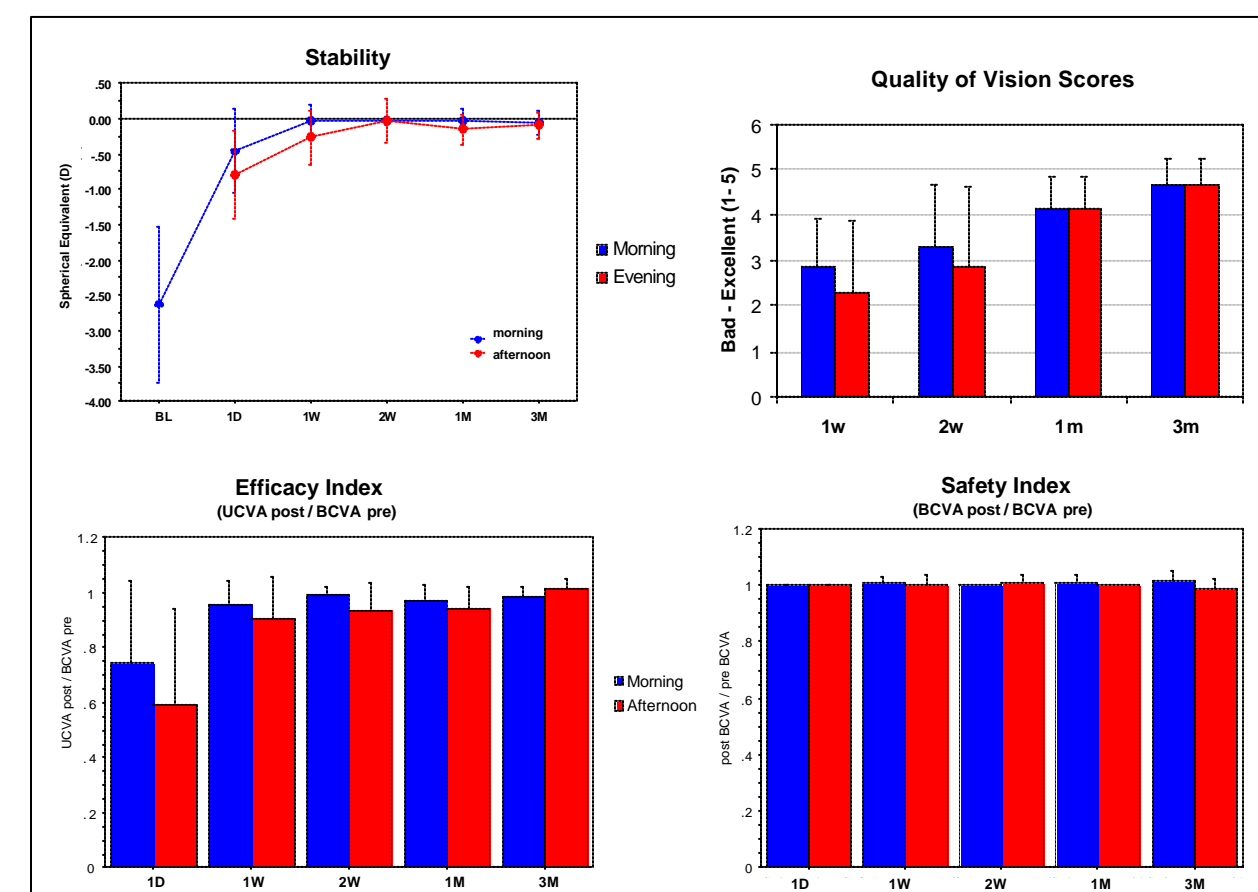 Stability
.50
0.00
-.50
-1.00
-1.50
-2.00
-2.50
-3.00
-3.50
-4.00
Spherical Equivalent (D)
BL 1D 1W 2W 1M 3M
morning
afternoon
Morning
Evening
Quality of Vision Scores
6
5
4
3
2
1
0
Bad - Excellent (1- 5)
1w 2w 1m 3m
Efficacy Index
(UCVA post / BCVA pre)
1.2
1
.8
.6
.4
.2
0
UCVA post / BCVA pre
1D 1W 2W 1M 3M
Morning
Afternoon
Safety Index
(BCVA post / BCVA pre)
1.2
1
.8
.6
.4
.2
0
post BCVA / pre BCVA
1D 1W 2W 1M 3M